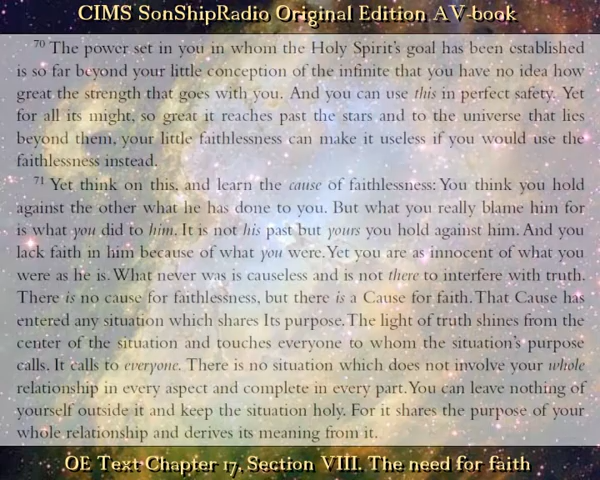 CIMS SonShipRadio Original Edition AV-book
70 The power set in you in whom the Holy Spirit's goal has been established
is so far beyond your little conception of the infinite that you have no idea how
great the strength that goes with you. And you can use this in perfect safety. Yet
for all its might, so great it reaches past the stars and to the universe that lies
beyond them, your little faithlessness can make it useless if you would use the
faithlessness instead.
71 Yet think on this, and learn the cause of faithlessness: You think you hold
against the other what he has done to you. But what you really blame him for
is what you did to him. It is not his past but yours you hold against him. And you
lack faith in him because of what you were. Yet you are as innocent of what you
were as he is. What never was is causeless and is not there to interfere with truth.
There is no cause for faithlessness, but there is a Cause for faith. That Cause has
entered any situation which shares Its purpose. The light of truth shines from the
center of the situation and touches everyone to whom the situation's purpose
calls. It calls to everyone. There is no situation which does not involve your whole
relationship in every aspect and complete in every part. You can leave nothing of
yourself outside it and keep the situation holy. For it shares the purpose of your
whole relationship and derives its meaning from it.
OE Text Chapter 17, Section VIII. The need for faith